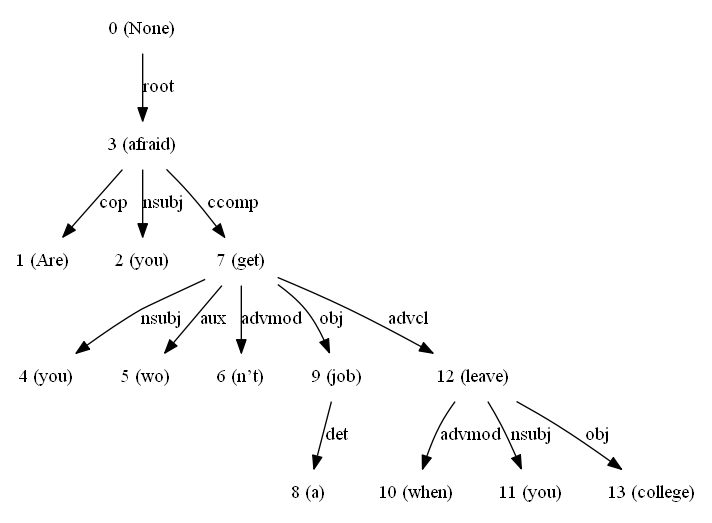 0 (None)
root
3 (afraid)
cop nsubj ccomp
1 (Are) 2 (you) 7 (get)
nsubj aux advmod obj advcl
4 (you) 5 (wo) 6 (n't) 9 (job) 12 (leave)
det advmod nsubj obj
8 (a) 10 (when) 11 (you) 13 (college)